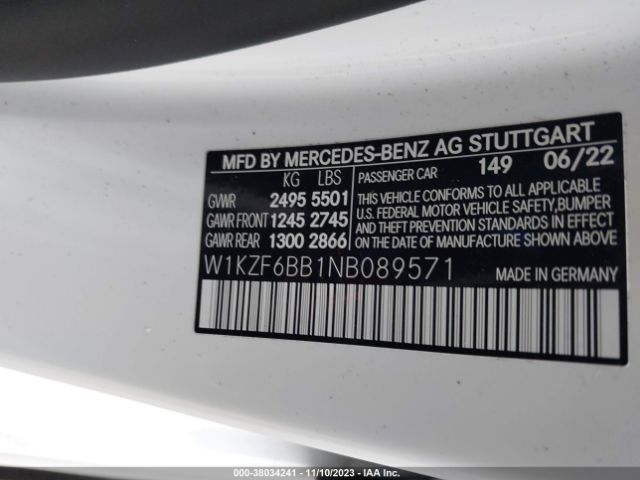 MFD BY MERCEDES-BENZ AG STUTTGART
KG LBS PASSENGER CAR 149 06/22
GVWR 2495 5501
GAWR FRONT 1245 2745
GAWR REAR 1300 2866
THIS VEHICLE CONFORMS TO ALL APPLICABLE
U.S. FEDERAL MOTOR VEHICLE SAFETY,BUMPER
AND THEFT PREVENTION STANDARDS IN EFFECT
ON THE DATE OF MANUFACTURE SHOWN ABOVE.
W1KZF6BB1NB089571 MADE IN GERMANY
000-38034241 - 11/10/2023 - IAA Inc.